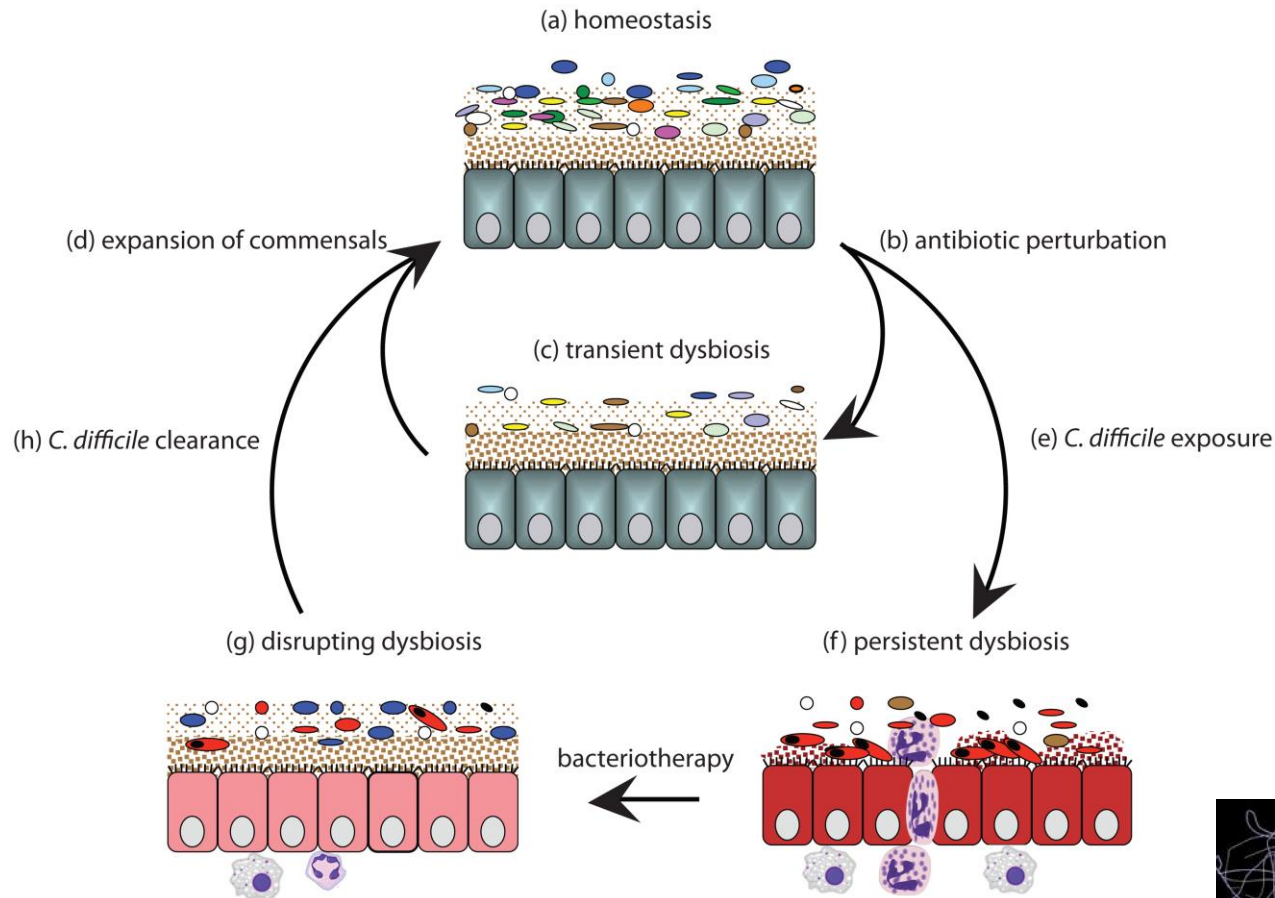 (a) homeostasis
(d) expansion of commensals
(b) antibiotic perturbation
(c) transient dysbiosis
(h) C. difficile clearance
(e) C. difficile exposure
(g) disrupting dysbiosis
(f) persistent dysbiosis
bacteriotherapy